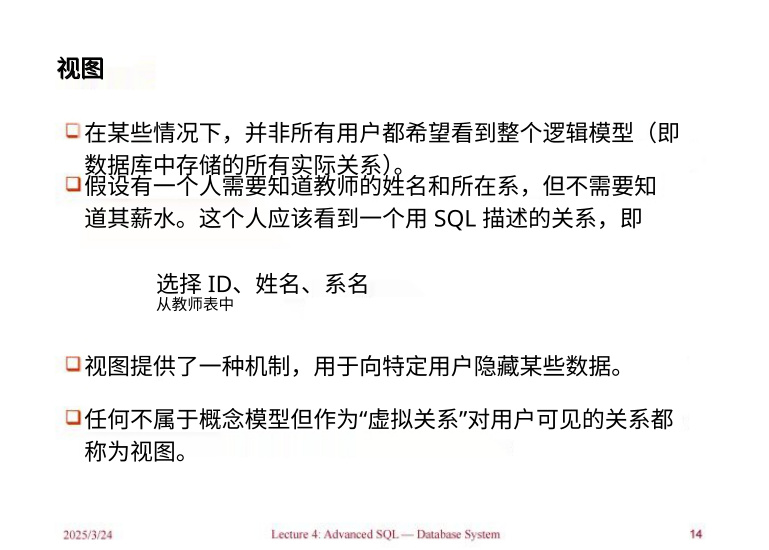 视图
在某些情况下，并非所有用户都希望看到整个逻辑模型（即
数据库中存储的所有实际关系）。
假设有一个人需要知道教师的姓名和所在系，但不需要知
道其薪水。这个人应该看到一个用 SQL 描述的关系，即
选择 ID、姓名、系名
从教师表中
视图提供了一种机制，用于向特定用户隐藏某些数据。
任何不属于概念模型但作为“虚拟关系”对用户可见的关系都
称为视图。
2025/3/24
Lecture 4: Advanced SQL — Database System
14